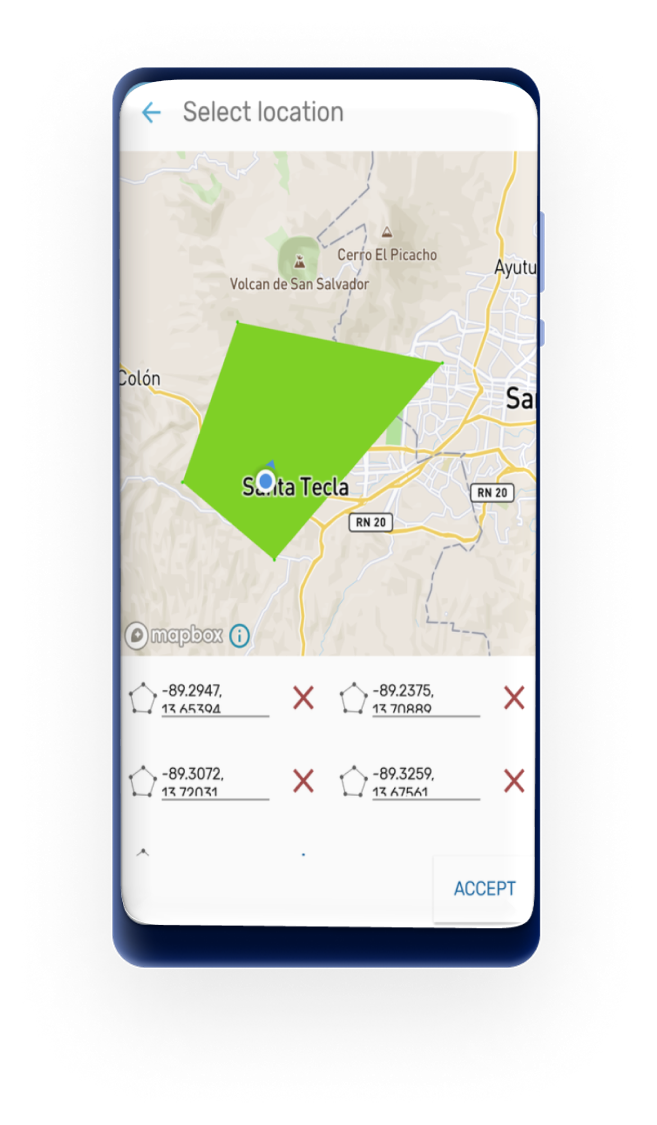 Select location
Cerro El Picacho
Ayutu
Volcan de San Salvador
Colón
Sa
Santa Tecla
RN 20
RN 20
mapbox
-89.2947,
13.65394
-89.2375,
13.70889
-89.3072,
13.72031
-89.3259,
13.67561
ACCEPT